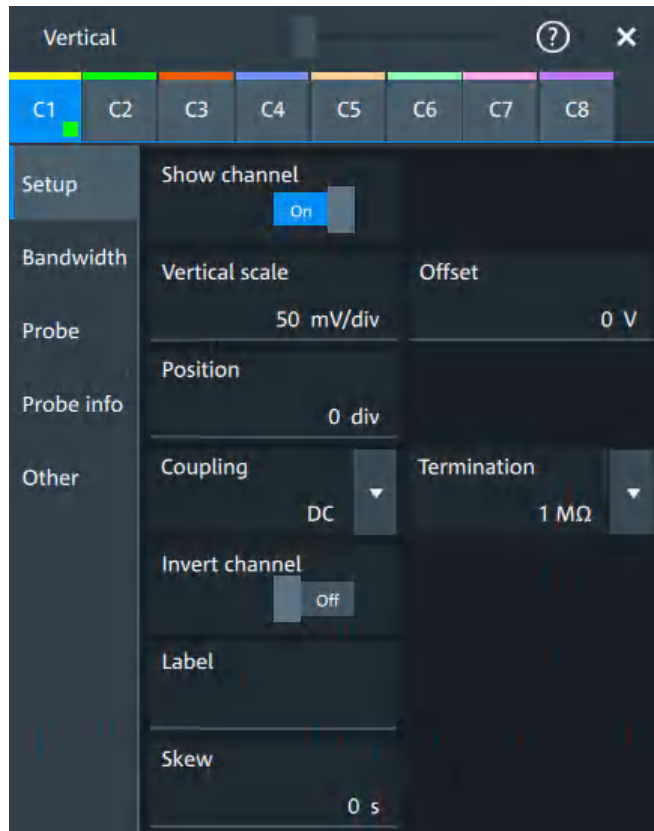 Vertical ?
C1 C2 C3 C4 C5 C6 C7 C8
Setup
Bandwidth
Probe
Probe info
Other
Show channel
On
Vertical scale
50 mV/div
Offset
0 V
Position
0 div
Coupling
DC
Termination
1 MΩ
Invert channel
Off
Label
Skew
0 s